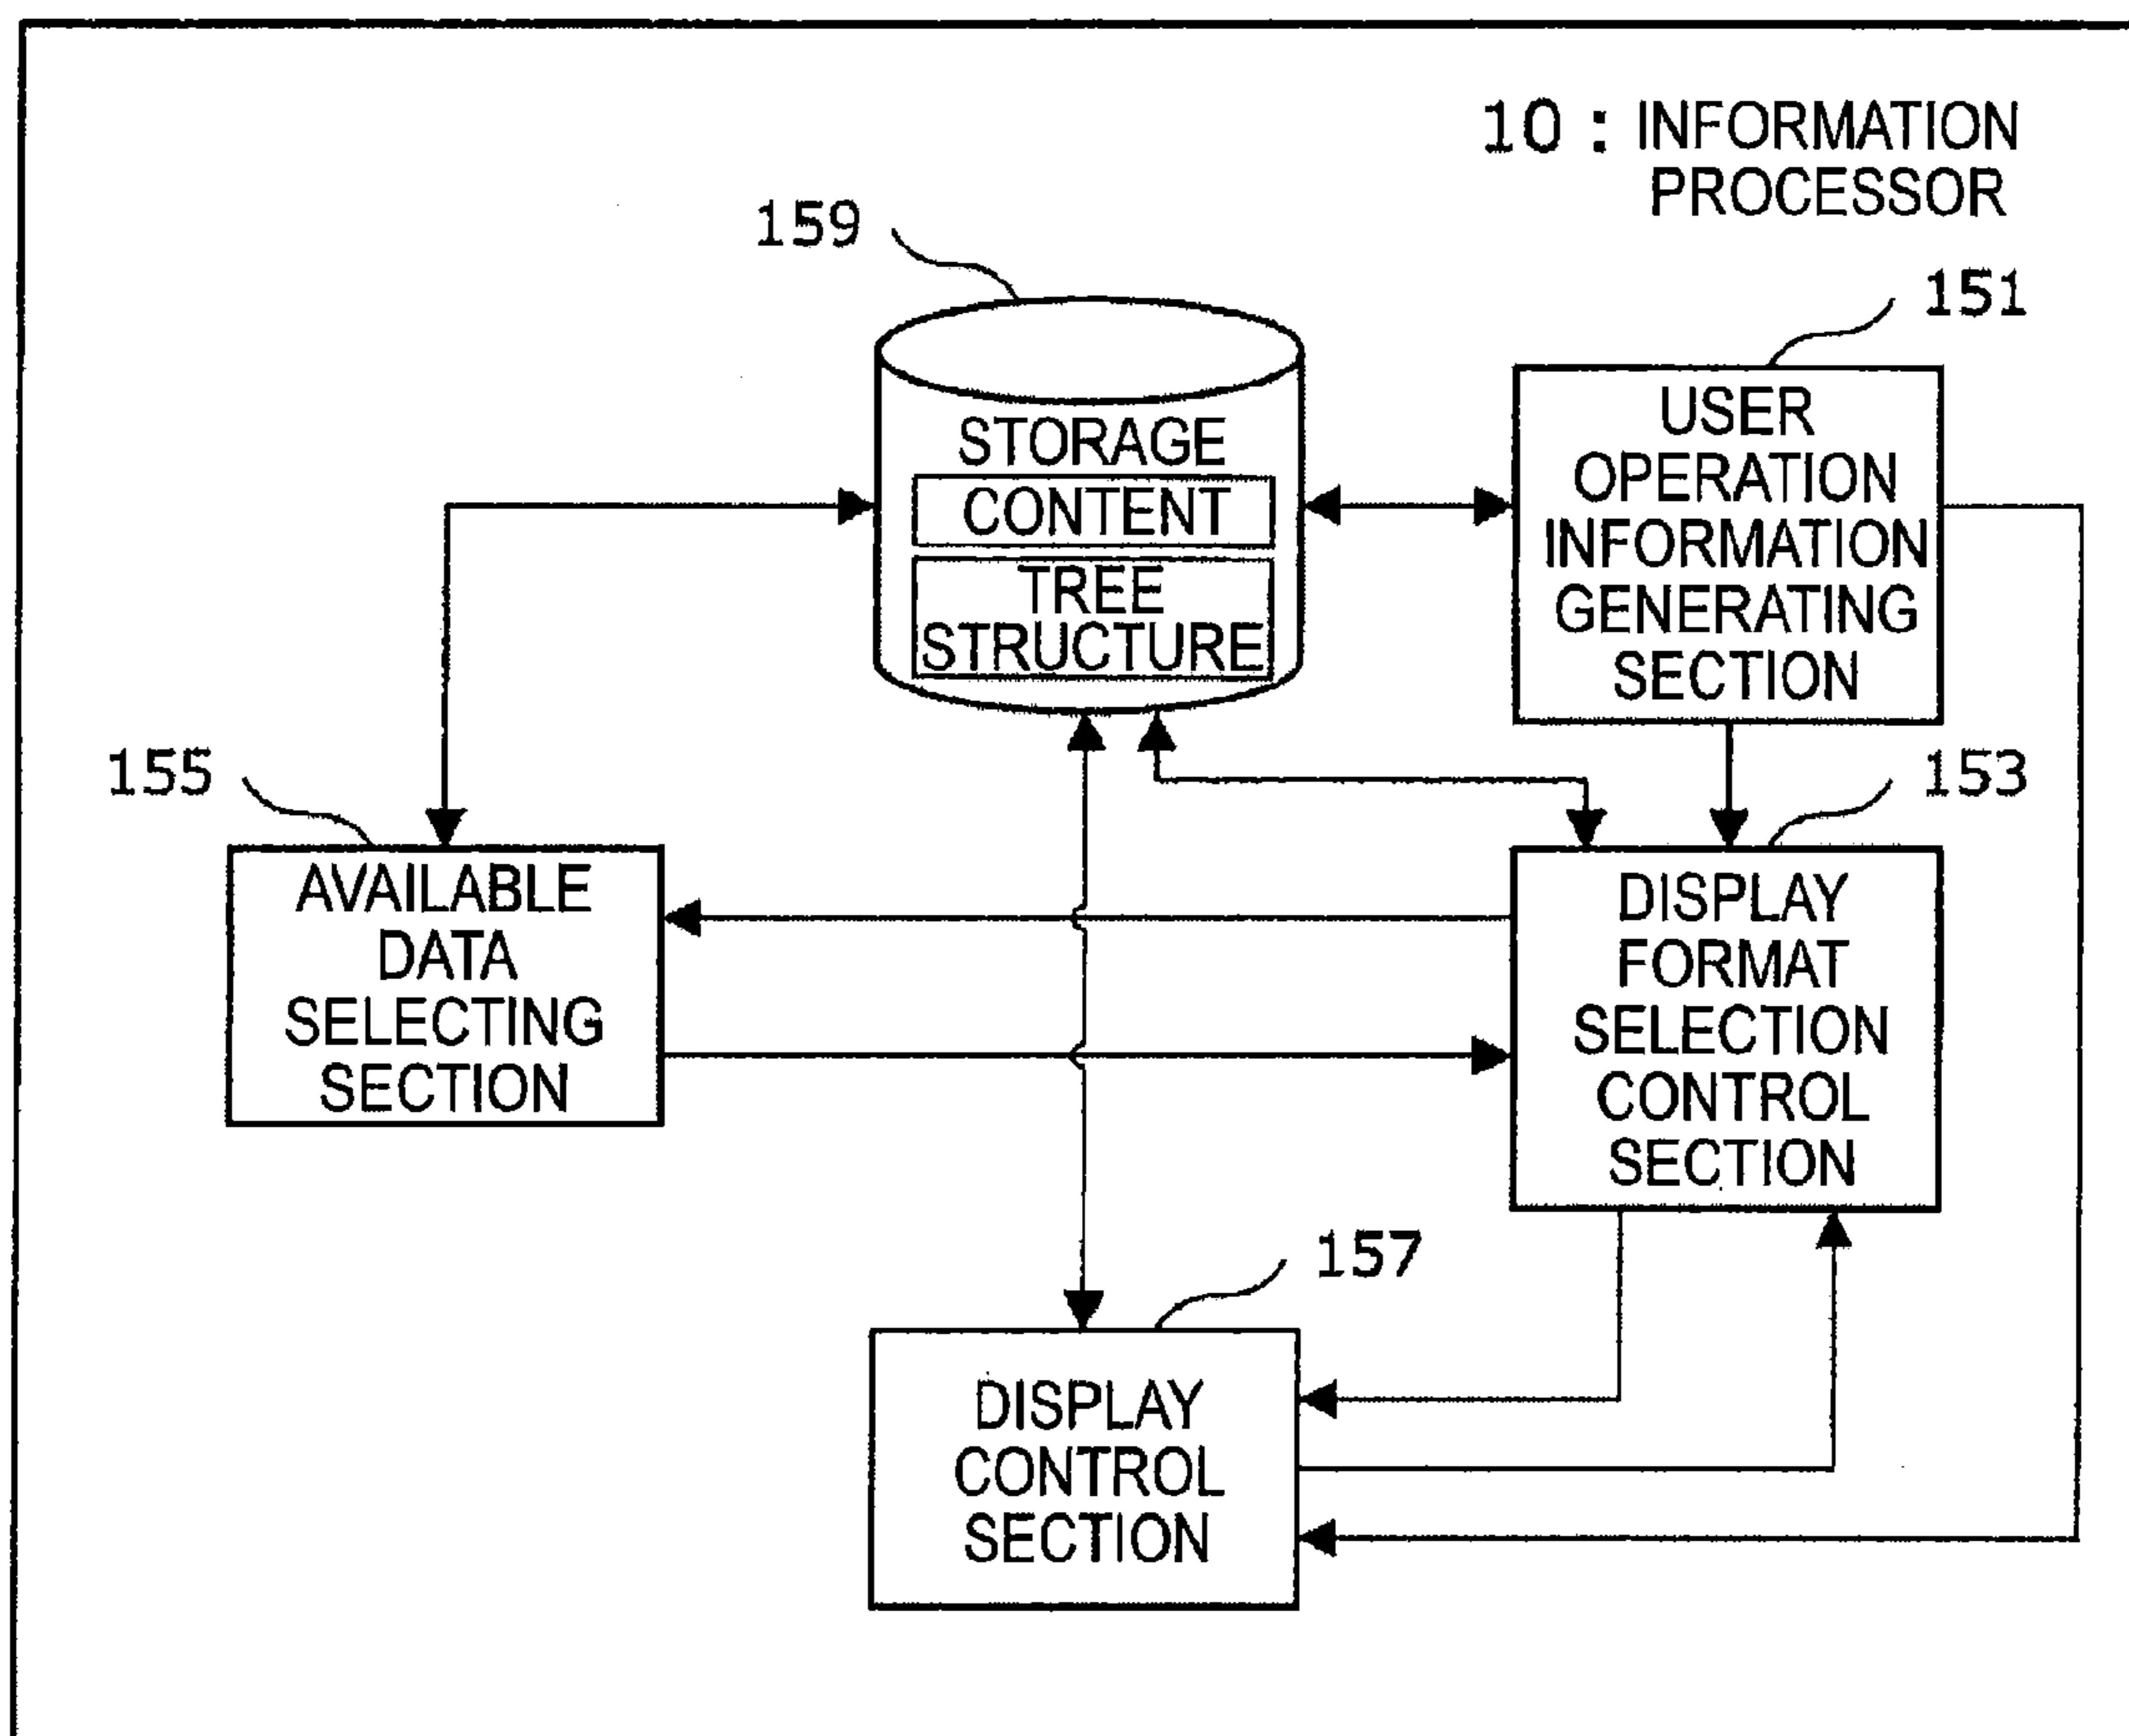 10 : INFORMATION
PROCESSOR
159
151
STORAGE
CONTENT
TREE
STRUCTURE
USER
OPERATION
INFORMATION
GENERATING
SECTION
155
153
AVAILABLE
DATA
SELECTING
SECTION
DISPLAY
FORMAT
SELECTION
CONTROL
SECTION
157
DISPLAY
CONTROL
SECTION